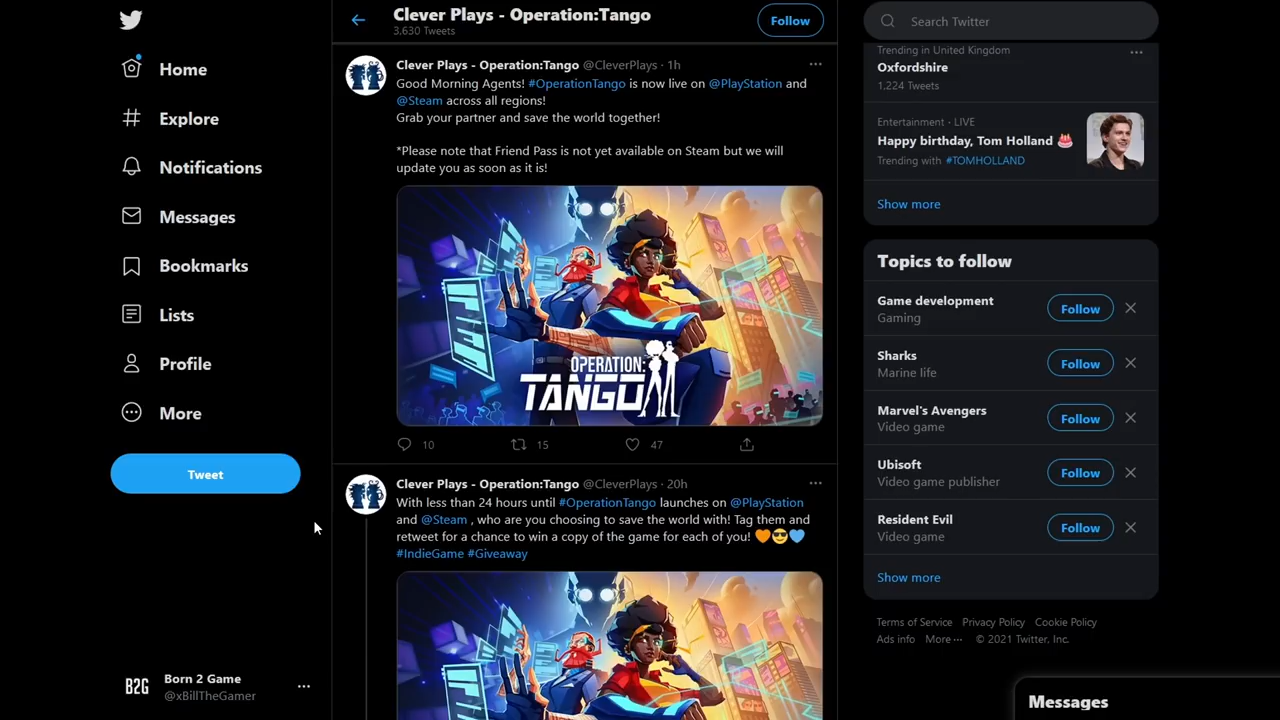 Home
Explore
Notifications
Messages
Bookmarks
Lists
Profile
More
Tweet
B2G
Born 2 Game
@xBillTheGamer
Clever Plays - Operation:Tango
3,630 Tweets
Follow
Clever Plays - Operation:Tango @CleverPlays · 1h
Good Morning Agents! #OperationTango is now live on @PlayStation and
@Steam across all regions!
Grab your partner and save the world together!
*Please note that Friend Pass is not yet available on Steam but we will
update you as soon as it is!
OPERATION:
TANGO
10
15
47
Clever Plays - Operation:Tango @CleverPlays · 20h
With less than 24 hours until #OperationTango launches on @PlayStation
and @Steam , who are you choosing to save the world with! Tag them and
retweet for a chance to win a copy of the game for each of you! 🧡😎💙
#IndieGame #Giveaway
Search Twitter
Trending in United Kingdom
Oxfordshire
1,224 Tweets
Entertainment · LIVE
Happy birthday, Tom Holland 🎂
Trending with #TOMHOLLAND
Show more
Topics to follow
Game development
Gaming
Follow
Sharks
Marine life
Follow
Marvel's Avengers
Video game
Follow
Ubisoft
Video game publisher
Follow
Resident Evil
Video game
Follow
Show more
Terms of Service Privacy Policy Cookie Policy
Ads info More ··· © 2021 Twitter, Inc.
Messages